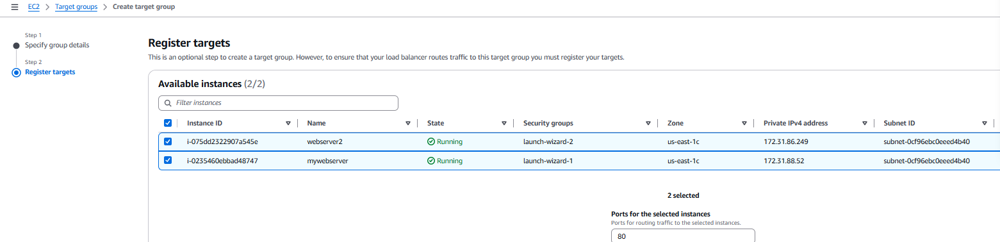 EC2 > Target groups > Create target group
Step 1
Specify group details
Step 2
Register targets
Register targets
This is an optional step to create a target group. However, to ensure that your load balancer routes traffic to this target group you must register your targets.
Available instances (2/2)
Filter instances
Instance ID Name State Security groups Zone Private IPv4 address Subnet ID
i-075dd2322907a545e webserver2 Running launch-wizard-2 us-east-1c 172.31.86.249 subnet-0cf96ebc0eeed4b40
i-0235460ebbad48747 mywebserver Running launch-wizard-1 us-east-1c 172.31.88.52 subnet-0cf96ebc0eeed4b40
2 selected
Ports for the selected instances
Ports for routing traffic to the selected instances.
80